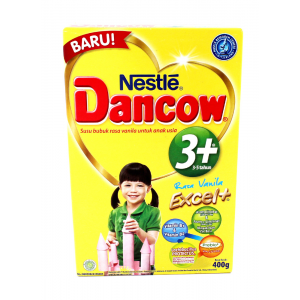 BARU!
Nestlé
Dancow
Susu bubuk rasa vanila untuk anak usia
3+
3-5 tahun
Rasa Vanila
Excel+
400g